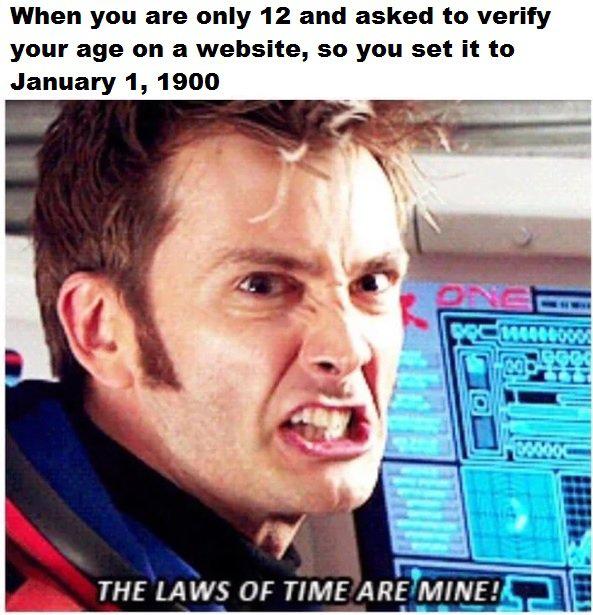 When you are only 12 and asked to verify
your age on a website, so you set it to
January 1, 1900
ONE
THE LAWS OF TIME ARE MINE!